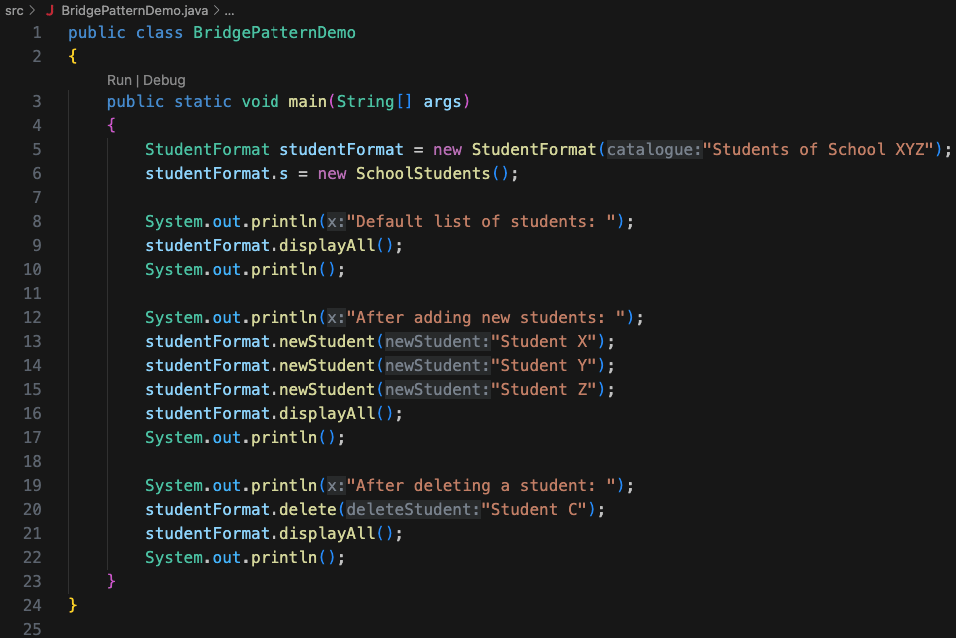 src > J BridgePatternDemo.java > ...
1 public class BridgePatternDemo
2 {
Run | Debug
3 public static void main(String[] args)
4 {
5 StudentFormat studentFormat = new StudentFormat(catalogue:"Students of School XYZ");
6 studentFormat.s = new SchoolStudents();
7
8 System.out.println(x:"Default list of students: ");
9 studentFormat.displayAll();
10 System.out.println();
11
12 System.out.println(x:"After adding new students: ");
13 studentFormat.newStudent(newStudent:"Student X");
14 studentFormat.newStudent(newStudent:"Student Y");
15 studentFormat.newStudent(newStudent:"Student Z");
16 studentFormat.displayAll();
17 System.out.println();
18
19 System.out.println(x:"After deleting a student: ");
20 studentFormat.delete(deleteStudent:"Student C");
21 studentFormat.displayAll();
22 System.out.println();
23 }
24 }
25